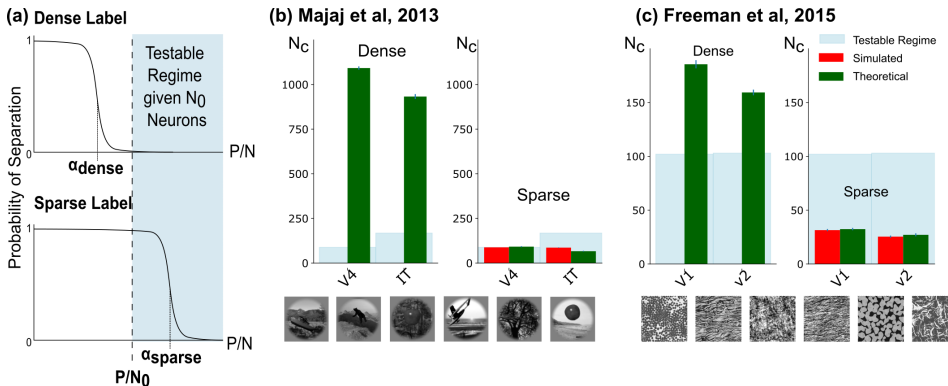 (a)
Dense Label
1
0
αdense
P/N
Testable
Regime
given N0
Neurons
Probability of Separation
Sparse Label
1
0
αsparse
P/N
P/N0
(b) Majaj et al, 2013
Nc
Dense
1000
750
500
250
0
V4
IT
1000
750
500
250
0
Sparse
V4
IT
(c) Freeman et al, 2015
Nc
Dense
200
150
100
50
0
V1
v2
Nc
Testable Regime
Simulated
Theoretical
200
150
100
50
0
Sparse
V1
v2